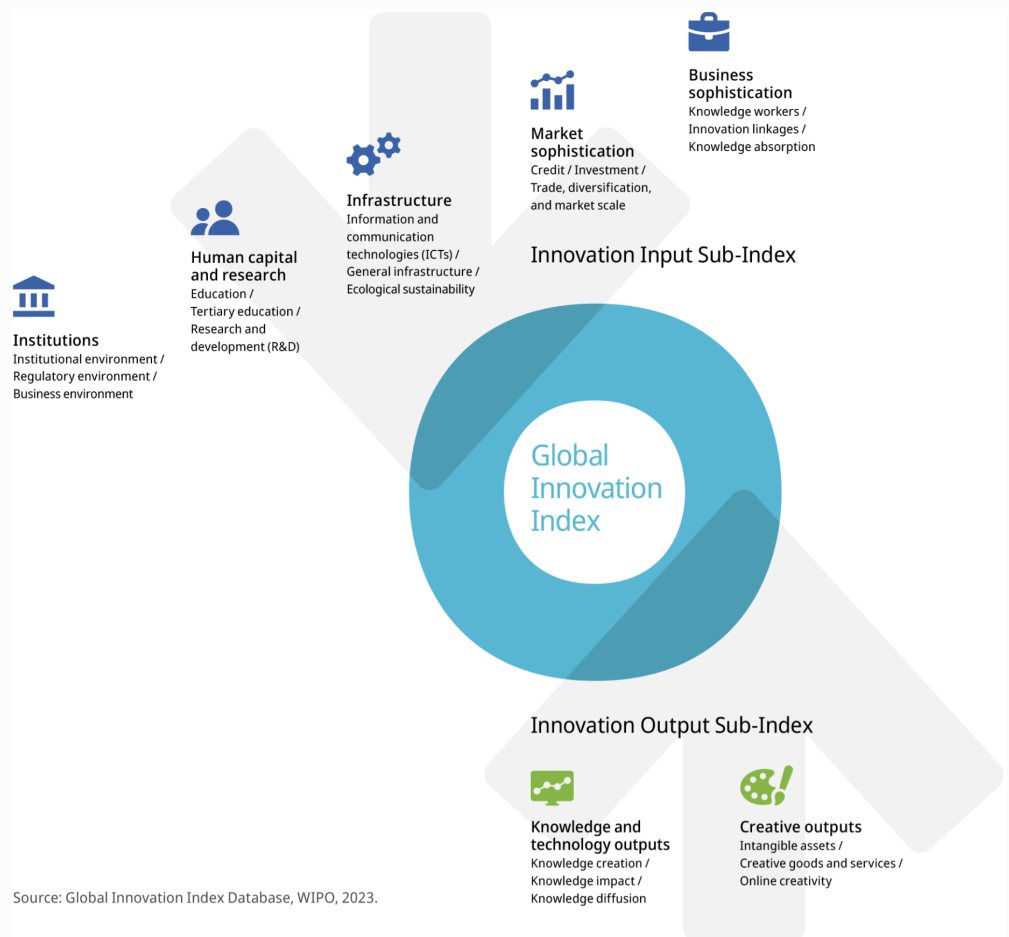 Business
sophistication
Knowledge workers /
Innovation linkages /
Knowledge absorption
Market
sophistication
Credit / Investment /
Trade, diversification,
and market scale
Infrastructure
Information and
communication
technologies (ICTs) /
General infrastructure /
Ecological sustainability
Human capital
and research
Education /
Tertiary education /
Research and
development (R&D)
Institutions
Institutional environment /
Regulatory environment /
Business environment
Innovation Input Sub-Index
Global
Innovation
Index
Innovation Output Sub-Index
Knowledge and
technology outputs
Knowledge creation /
Knowledge impact /
Knowledge diffusion
Creative outputs
Intangible assets /
Creative goods and services /
Online creativity
Source: Global Innovation Index Database, WIPO, 2023.